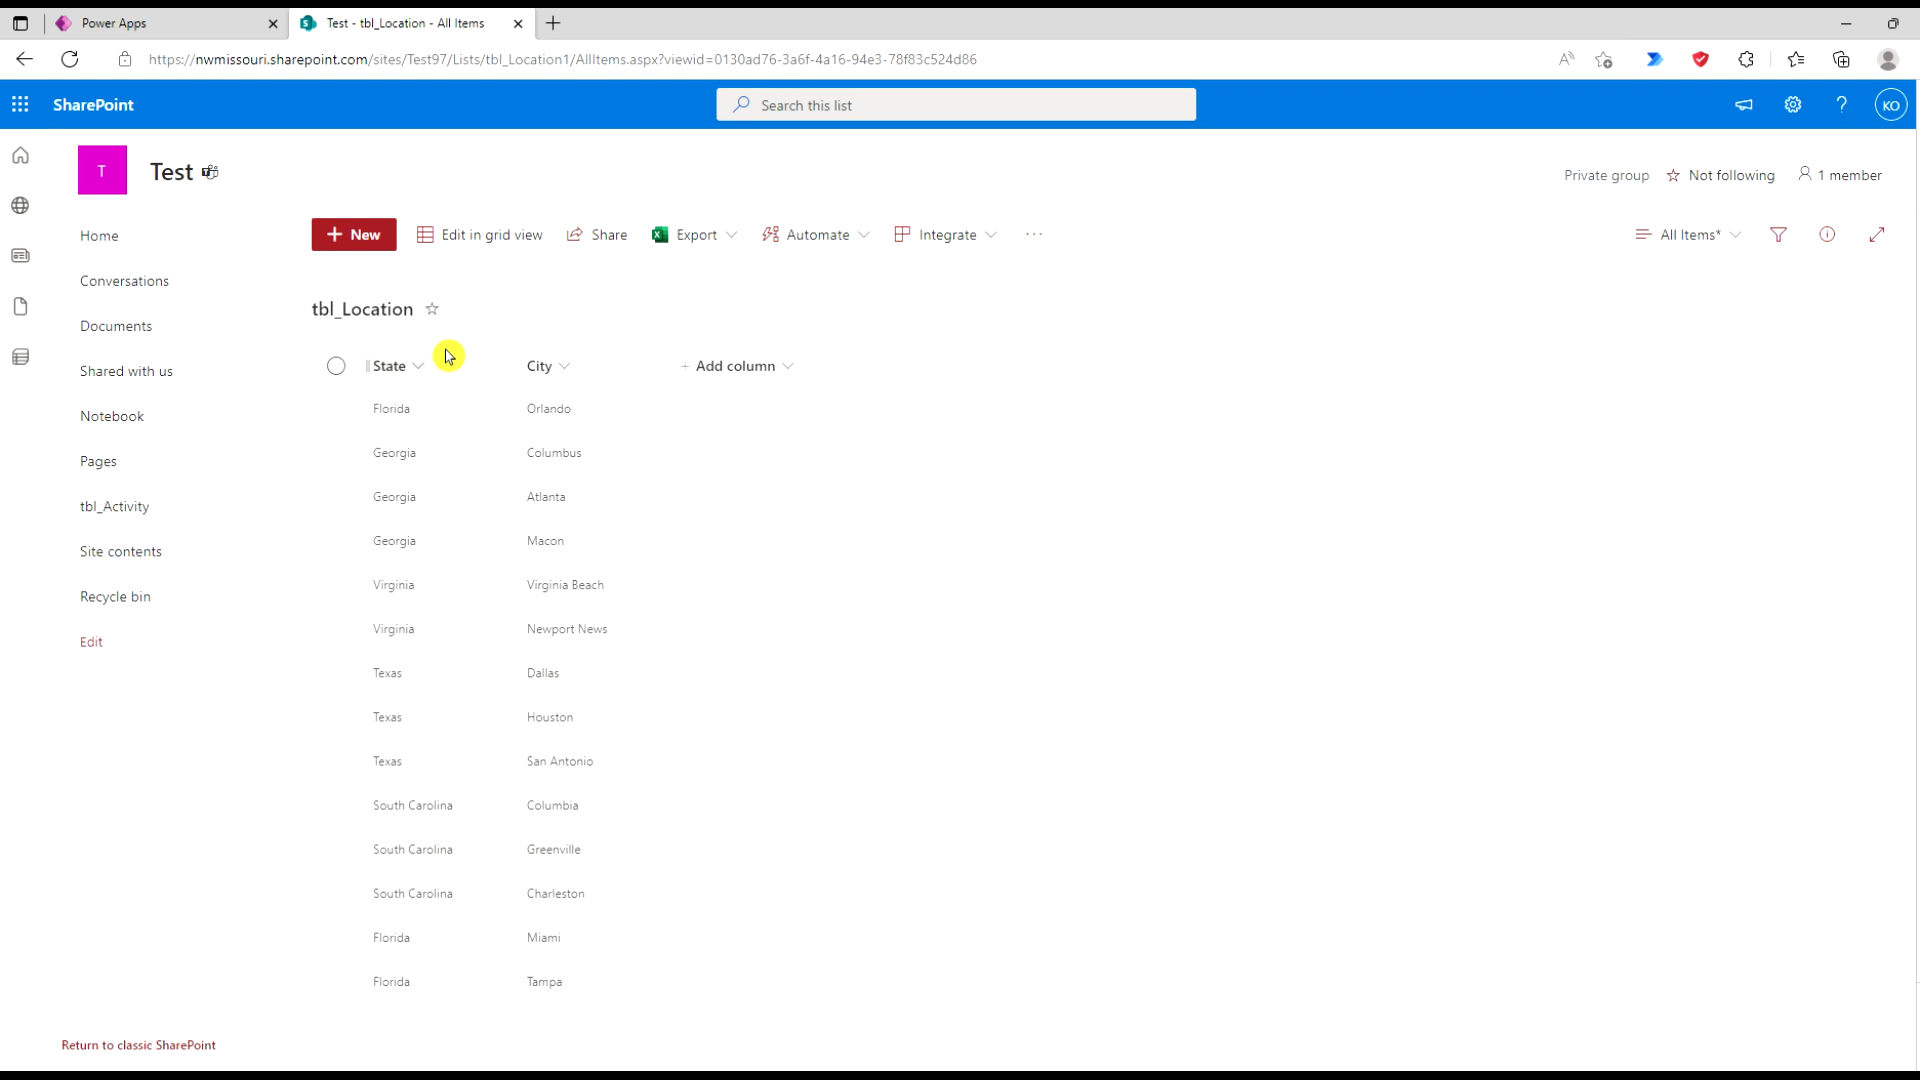 Power Apps
Test - tbl_Location - All Items
https://nwmissouri.sharepoint.com/sites/Test97/Lists/tbl_Location1/AllItems.aspx?viewid=0130ad76-3a6f-4a16-94e3-78f83c524d86
SharePoint
Search this list
KO
T
Test
Private group
Not following
1 member
Home
Conversations
Documents
Shared with us
Notebook
Pages
tbl_Activity
Site contents
Recycle bin
Edit
+ New
Edit in grid view
Share
Export
Automate
Integrate
...
All Items*
tbl_Location
State City + Add column
Florida Orlando
Georgia Columbus
Georgia Atlanta
Georgia Macon
Virginia Virginia Beach
Virginia Newport News
Texas Dallas
Texas Houston
Texas San Antonio
South Carolina Columbia
South Carolina Greenville
South Carolina Charleston
Florida Miami
Florida Tampa
Return to classic SharePoint